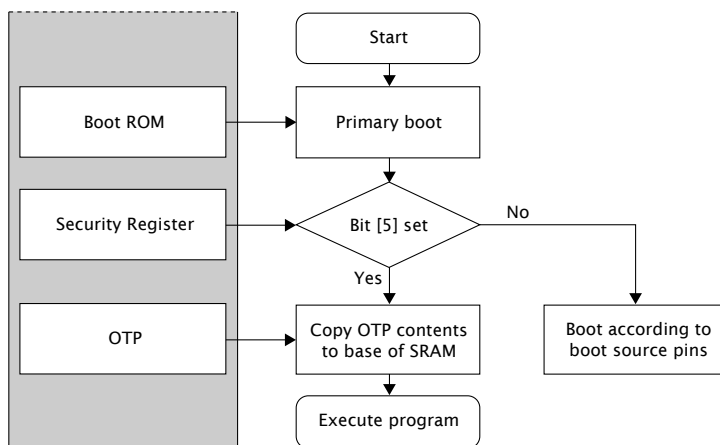 Start
Boot ROM
Primary boot
Security Register
Bit [5] set
No
Yes
OTP
Copy OTP contents
to base of SRAM
Boot according to
boot source pins
Execute program